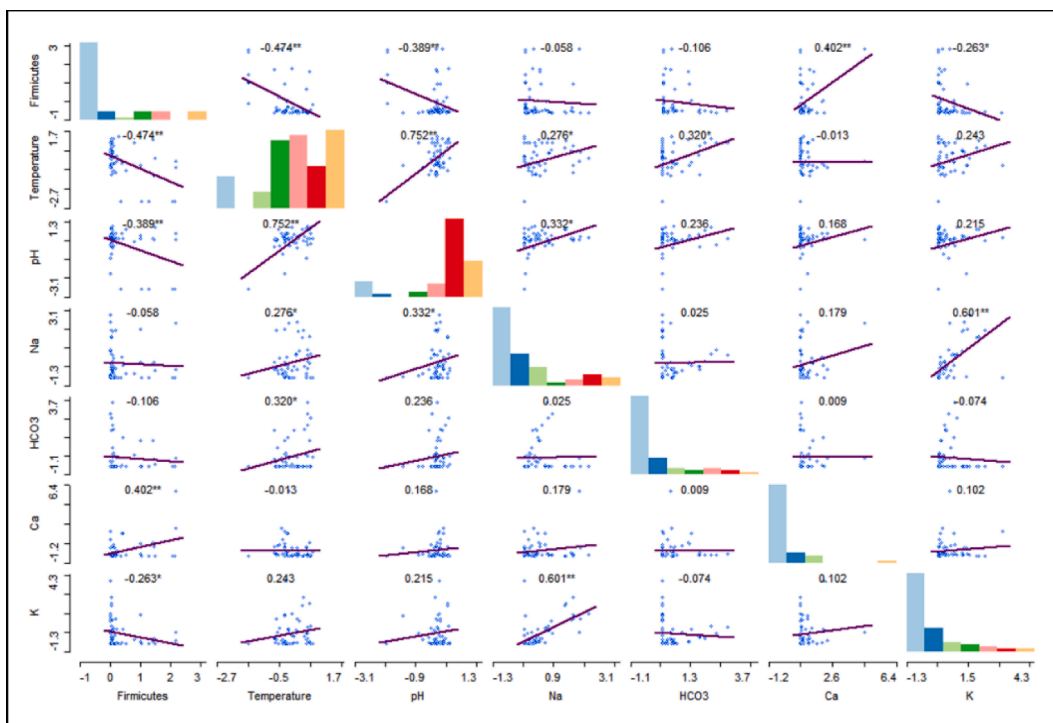 3 -0.474** -0.389** -0.058 -0.106 0.402** -0.263*
Firmicutes
-1
1.7 -0.474** 0.752** 0.276* 0.320* -0.013 0.243
Temperature
-2.7
1.3 -0.389** 0.752** 0.332* 0.236 0.168 0.215
pH
-3.1
3.1 -0.058 0.276* 0.332* 0.025 0.179 0.601**
Na
-1.3
3.7 -0.106 0.320* 0.236 0.025 0.009 -0.074
HCO3
-1.1
6.4 0.402** -0.013 0.168 0.179 0.009 0.102
Ca
-1.2
4.3 -0.263* 0.243 0.215 0.601** -0.074 0.102
K
-1.3
-1 0 1 2 3 -2.7 -0.5 1.7 -3.1 -0.9 1.3 -1.3 0.9 3.1 -1.1 1.3 3.7 -1.2 2.6 6.4 -1.3 1.5 4.3
Firmicutes Temperature pH Na HCO3 Ca K